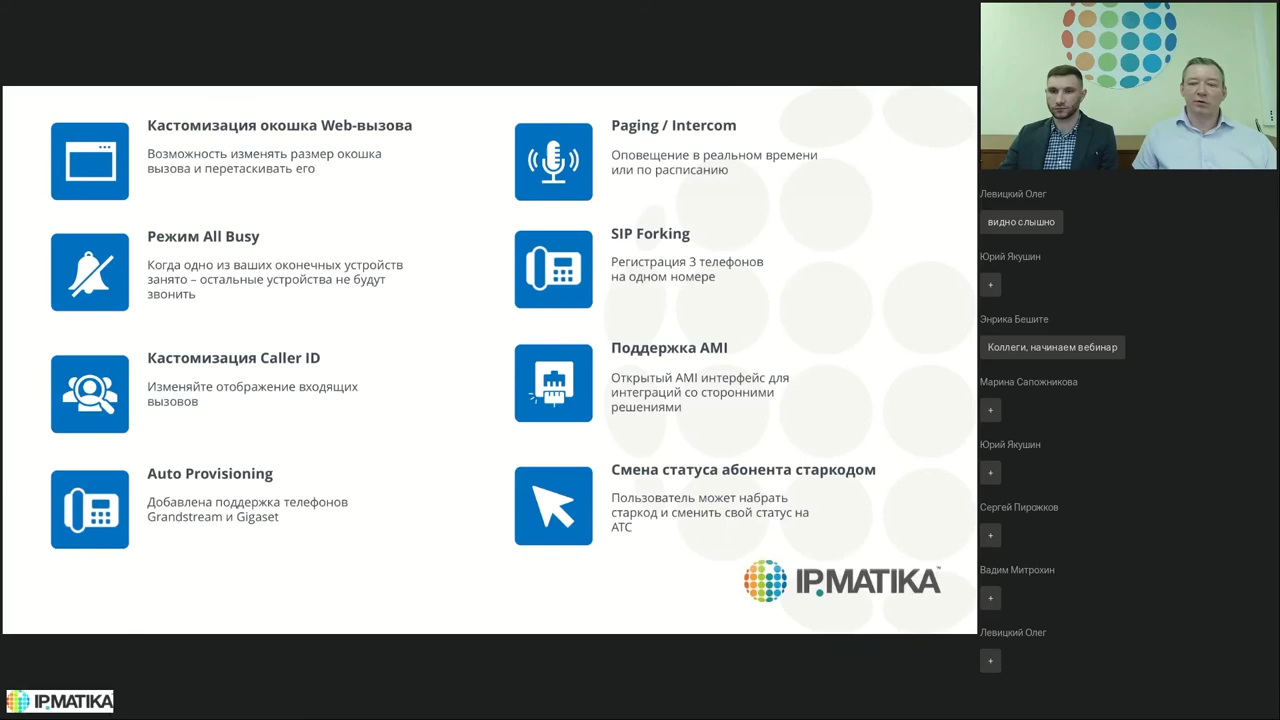 Кастомизация окошка Web-вызова
Возможность изменять размер окошка
вызова и перетаскивать его
Режим All Busy
Когда одно из ваших оконечных устройств
занято – остальные устройства не будут
звонить
Кастомизация Caller ID
Изменяйте отображение входящих
вызовов
Auto Provisioning
Добавлена поддержка телефонов
Grandstream и Gigaset
Paging / Intercom
Оповещение в реальном времени
или по расписанию
SIP Forking
Регистрация 3 телефонов
на одном номере
Поддержка AMI
Открытый AMI интерфейс для
интеграций со сторонними
решениями
Смена статуса абонента старкодом
Пользователь может набрать
старкод и сменить свой статус на
АТС
IPMATIKA™
Левицкий Олег
видно слышно
Юрий Якушин
+
Энрика Бешите
Коллеги, начинаем вебинар
Марина Сапожникова
+
Юрий Якушин
+
Сергей Пирожков
+
Вадим Митрохин
+
Левицкий Олег
+
IPMATIKA